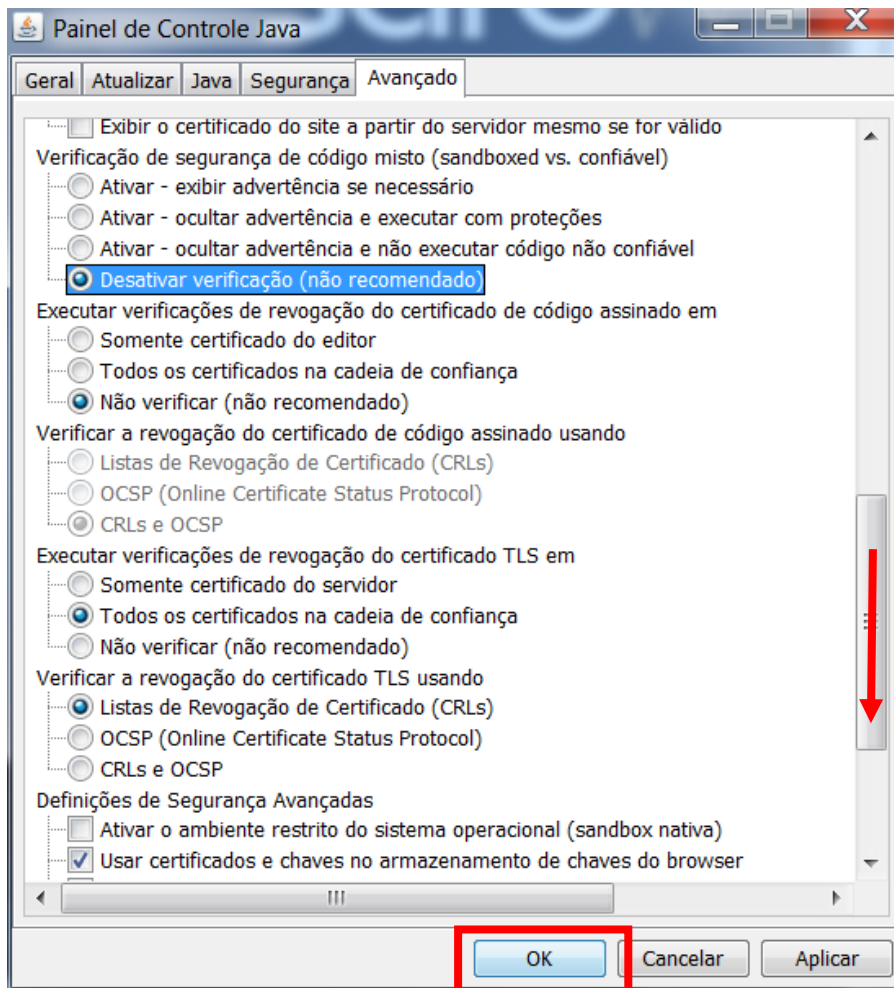 Painel de Controle Java
Geral Atualizar Java Segurança Avançado
Exibir o certificado do site a partir do servidor mesmo se for válido
Verificação de segurança de código misto (sandboxed vs. confiável)
Ativar - exibir advertência se necessário
Ativar - ocultar advertência e executar com proteções
Ativar - ocultar advertência e não executar código não confiável
Desativar verificação (não recomendado)
Executar verificações de revogação do certificado de código assinado em
Somente certificado do editor
Todos os certificados na cadeia de confiança
Não verificar (não recomendado)
Verificar a revogação do certificado de código assinado usando
Listas de Revogação de Certificado (CRLs)
OCSP (Online Certificate Status Protocol)
CRLs e OCSP
Executar verificações de revogação do certificado TLS em
Somente certificado do servidor
Todos os certificados na cadeia de confiança
Não verificar (não recomendado)
Verificar a revogação do certificado TLS usando
Listas de Revogação de Certificado (CRLs)
OCSP (Online Certificate Status Protocol)
CRLs e OCSP
Definições de Segurança Avançadas
Ativar o ambiente restrito do sistema operacional (sandbox nativa)
Usar certificados e chaves no armazenamento de chaves do browser
OK Cancelar Aplicar